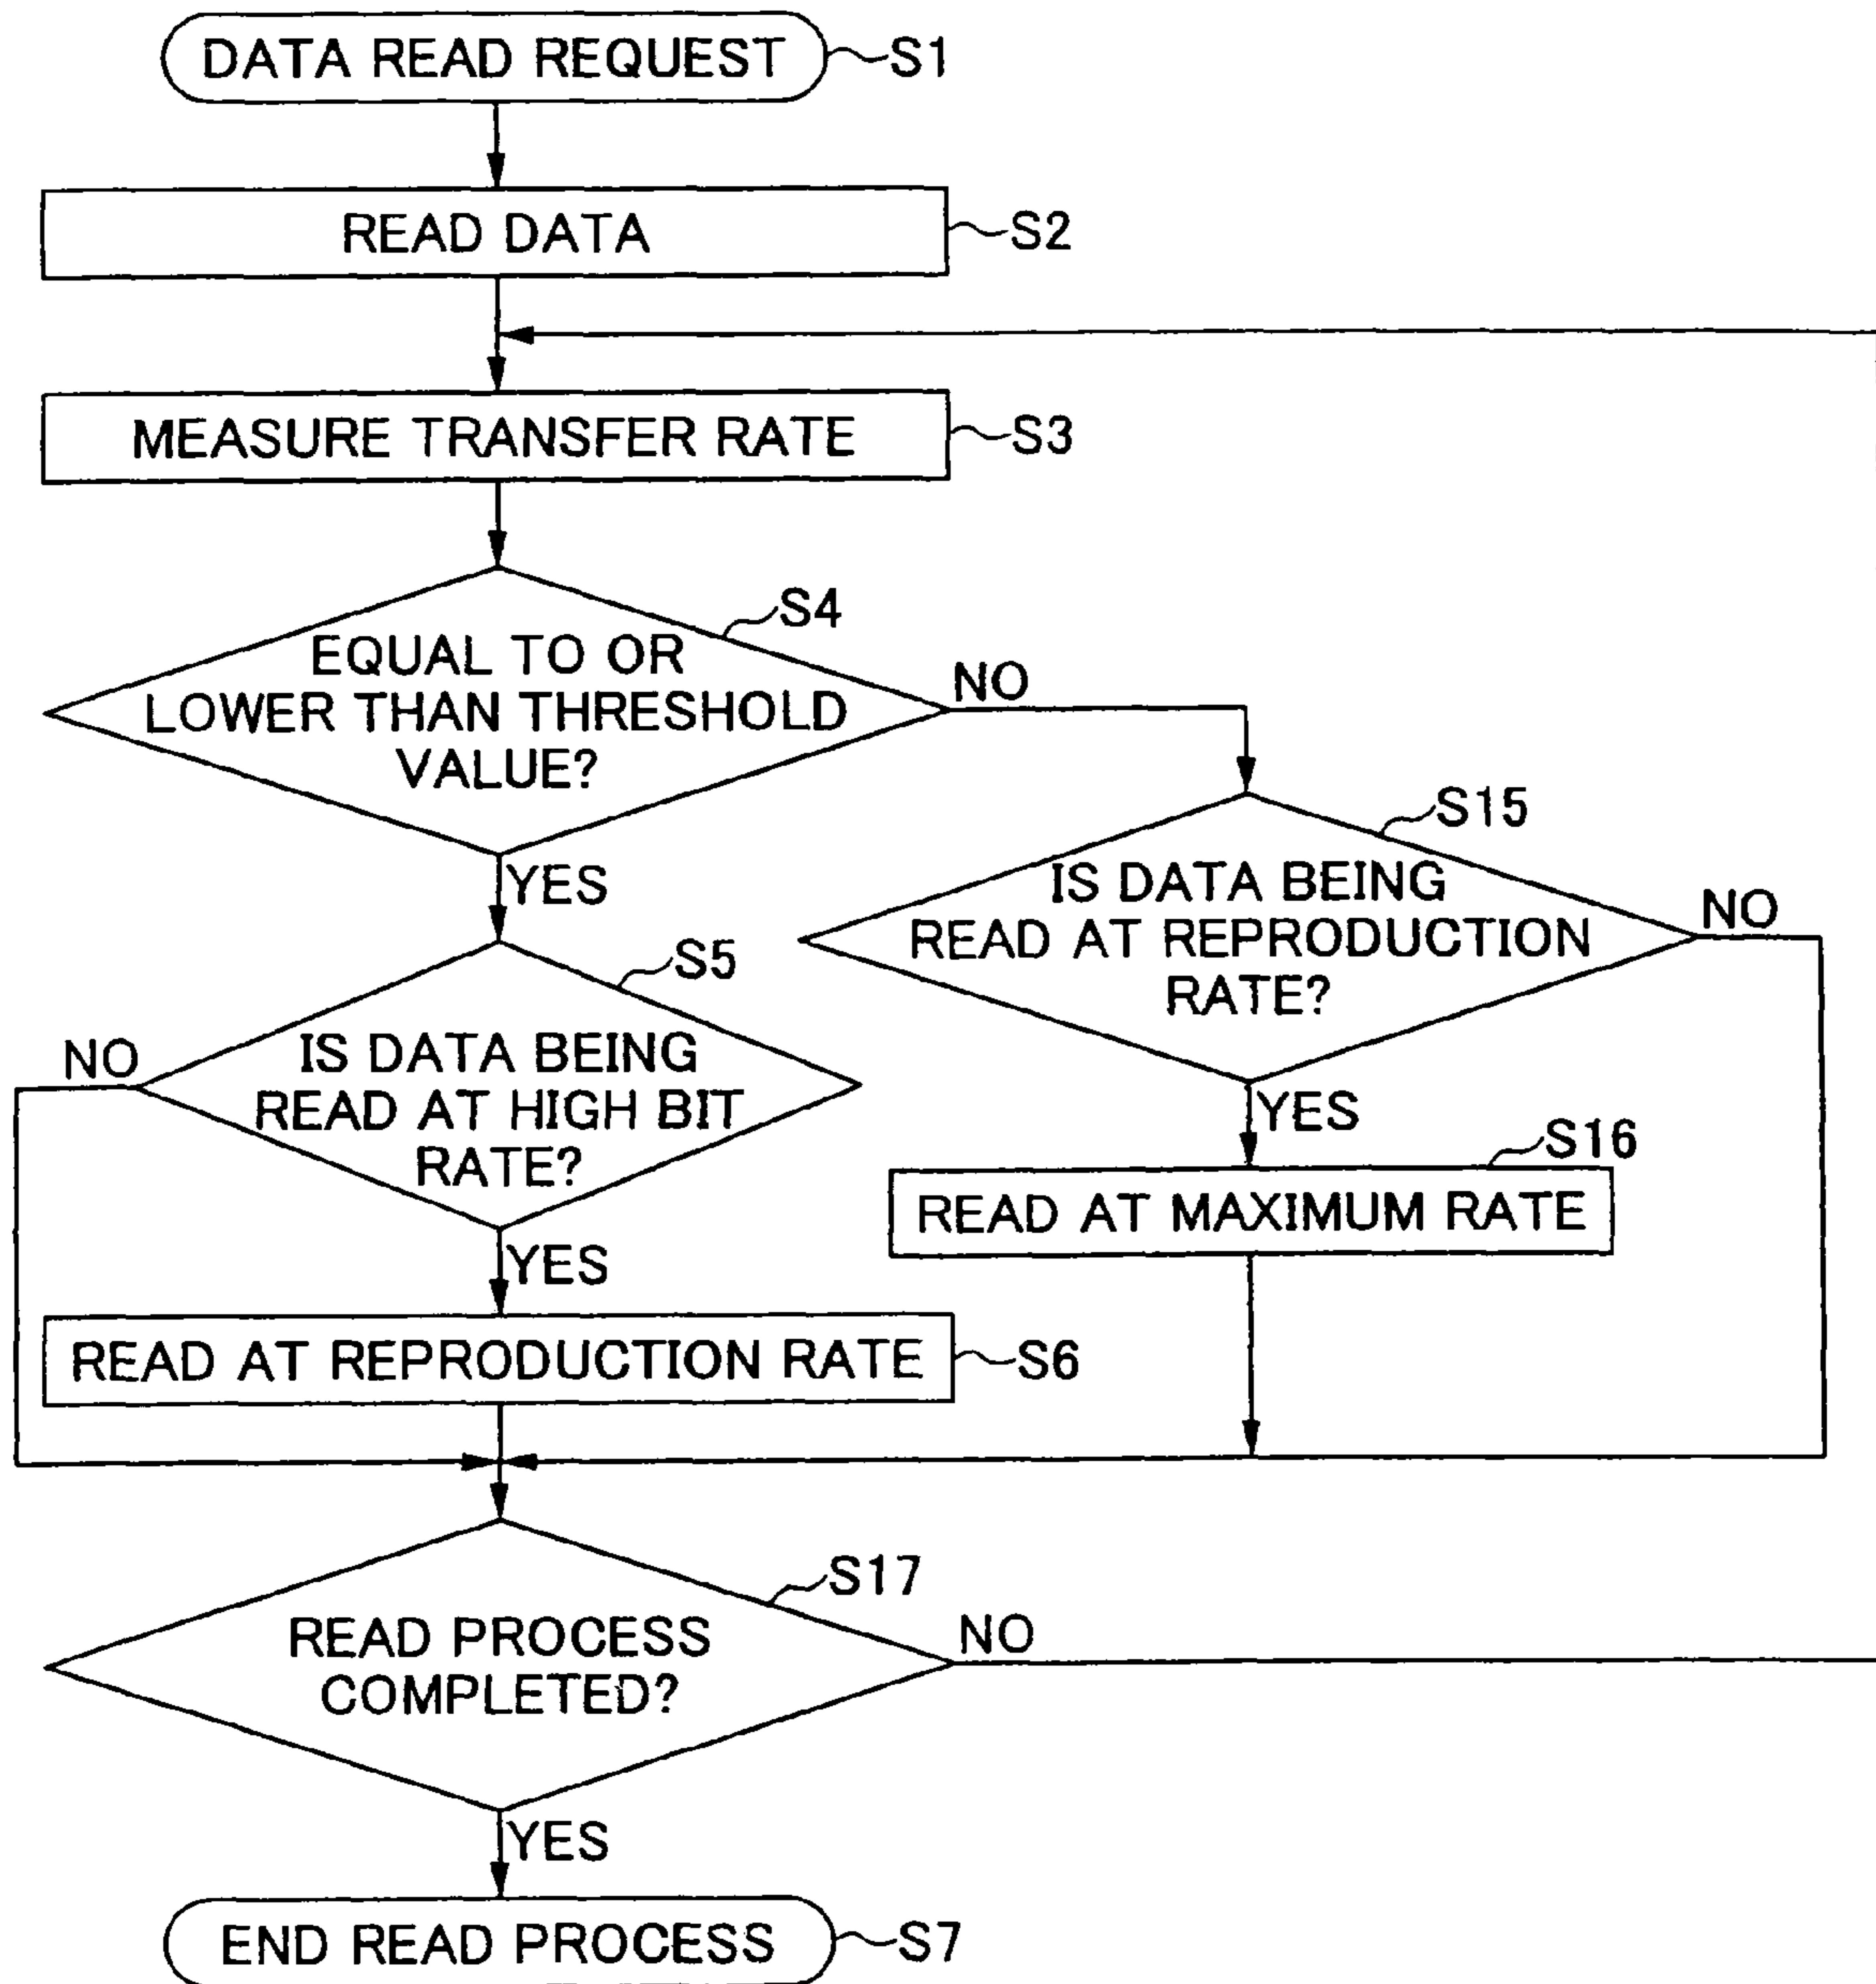 DATA READ REQUEST
S1
READ DATA
S2
MEASURE TRANSFER RATE
S3
S4
EQUAL TO OR
LOWER THAN THRESHOLD
VALUE?
NO
YES
S15
IS DATA BEING
READ AT REPRODUCTION
RATE?
NO
S5
IS DATA BEING
READ AT HIGH BIT
RATE?
NO
YES
YES
S16
READ AT MAXIMUM RATE
READ AT REPRODUCTION RATE
S6
S17
READ PROCESS
COMPLETED?
NO
YES
END READ PROCESS
S7